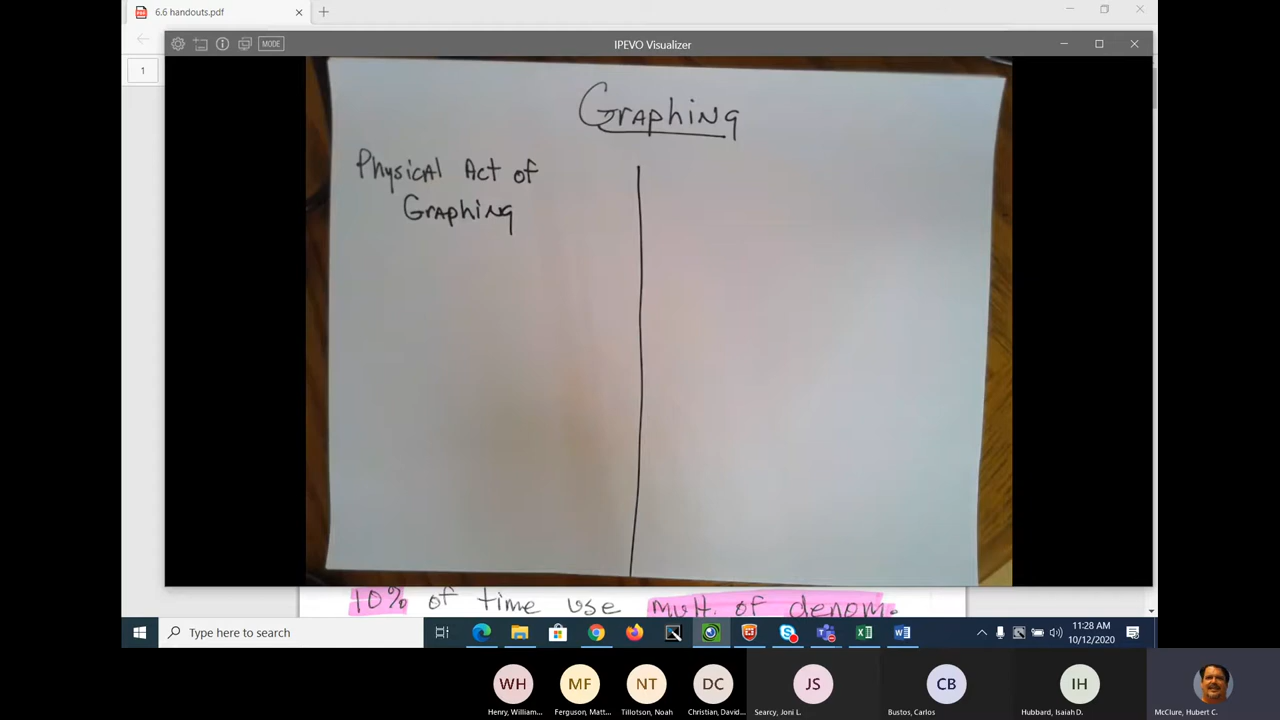 6.6 handouts.pdf
IPEVO Visualizer
MODE
1
Graphing
Physical Act of
Graphing
10% of time use mult. of denom.
Type here to search
11:28 AM
10/12/2020
WH
MF
NT
DC
JS
CB
IH
Henry, William...
Ferguson, Matt...
Tillotson, Noah
Christian, David...
Searcy, Joni L.
Bustos, Carlos
Hubbard, Isaiah D.
McClure, Hubert C.